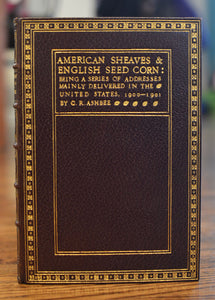 AMERICAN SHEAVES &
ENGLISH SEED CORN:
BEING A SERIES OF ADDRESSES
MAINLY DELIVERED IN THE
UNITED STATES, 1900–1901
BY C. R. ASHBEE